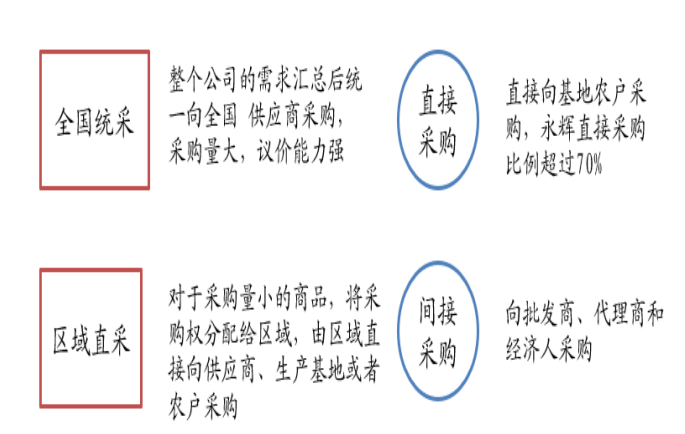 全国统采
整个公司的需求汇总后统
一向全国 供应商采购，
采购量大，议价能力强
直接
采购
直接向基地农户采
购，永辉直接采购
比例超过70%
区域直采
对于采购量小的商品，将采
购权分配给区域，由区域直
接向供应商、生产基地或者
农户采购
间接
采购
向批发商、代理商和
经济人采购